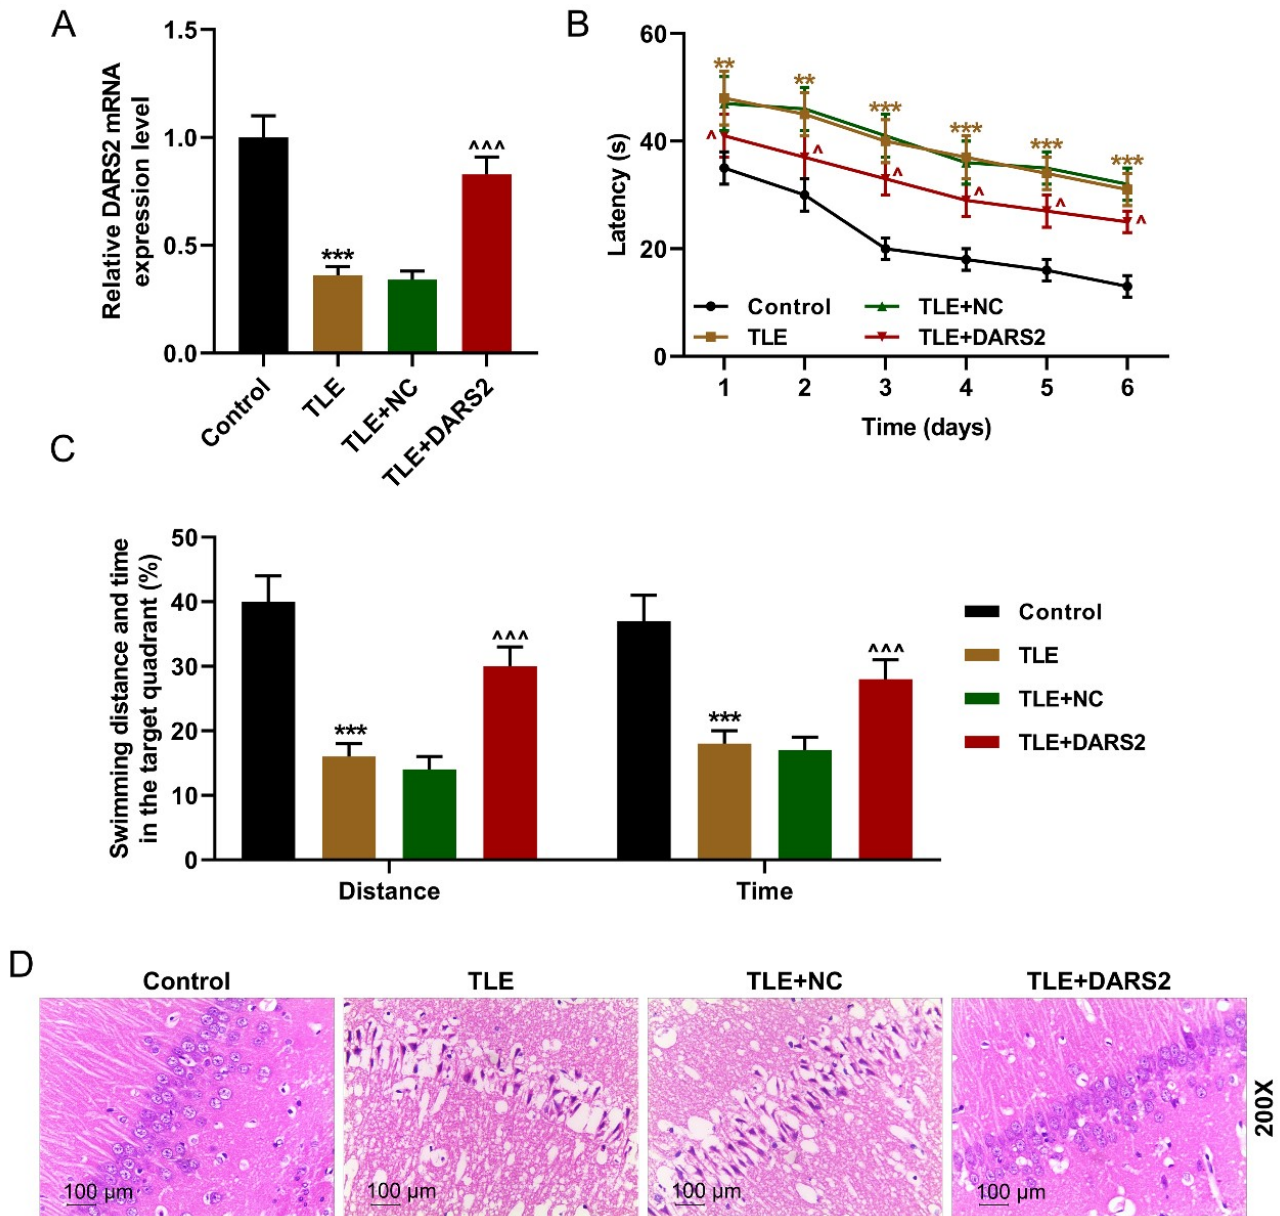 A
Relative DARS2 mRNA
expression level
1.5
1.0
0.5
0.0
***
^^^
Control
TLE
TLE+NC
TLE+DARS2
B
Latency (s)
60
40
20
0
**
**
***
***
***
***
^
^
^
^
^
^
Control
TLE
TLE+NC
TLE+DARS2
1 2 3 4 5 6
Time (days)
C
Swimming distance and time
in the target quadrant (%)
50
40
30
20
10
0
***
^^^
***
^^^
Distance
Time
Control
TLE
TLE+NC
TLE+DARS2
D
Control
TLE
TLE+NC
TLE+DARS2
100 µm
100 µm
100 µm
100 µm
200X